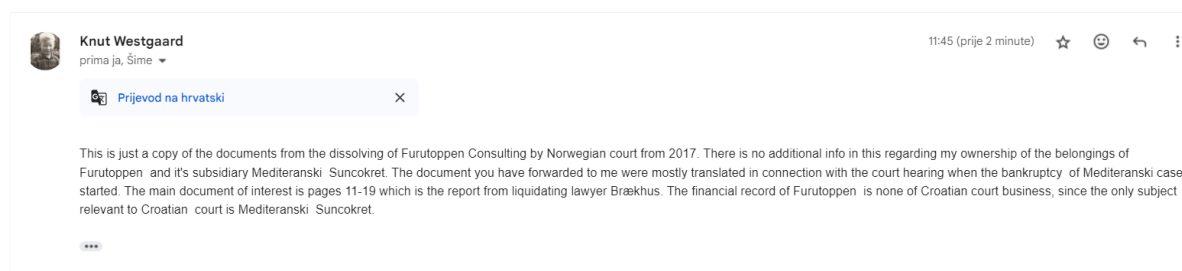 Knut Westgaard
11:45 (prije 2 minute)
prima ja, Šime
Prijevod na hrvatski
This is just a copy of the documents from the dissolving of Furutoppen Consulting by Norwegian court from 2017. There is no additional info in this regarding my ownership of the belongings of
Furutoppen and it's subsidiary Mediteranski Suncokret. The document you have forwarded to me were mostly translated in connection with the court hearing when the bankruptcy of Mediteranski case
started. The main document of interest is pages 11-19 which is the report from liquidating lawyer Brækhus. The financial record of Furutoppen is none of Croatian court business, since the only subject
relevant to Croatian court is Mediteranski Suncokret.